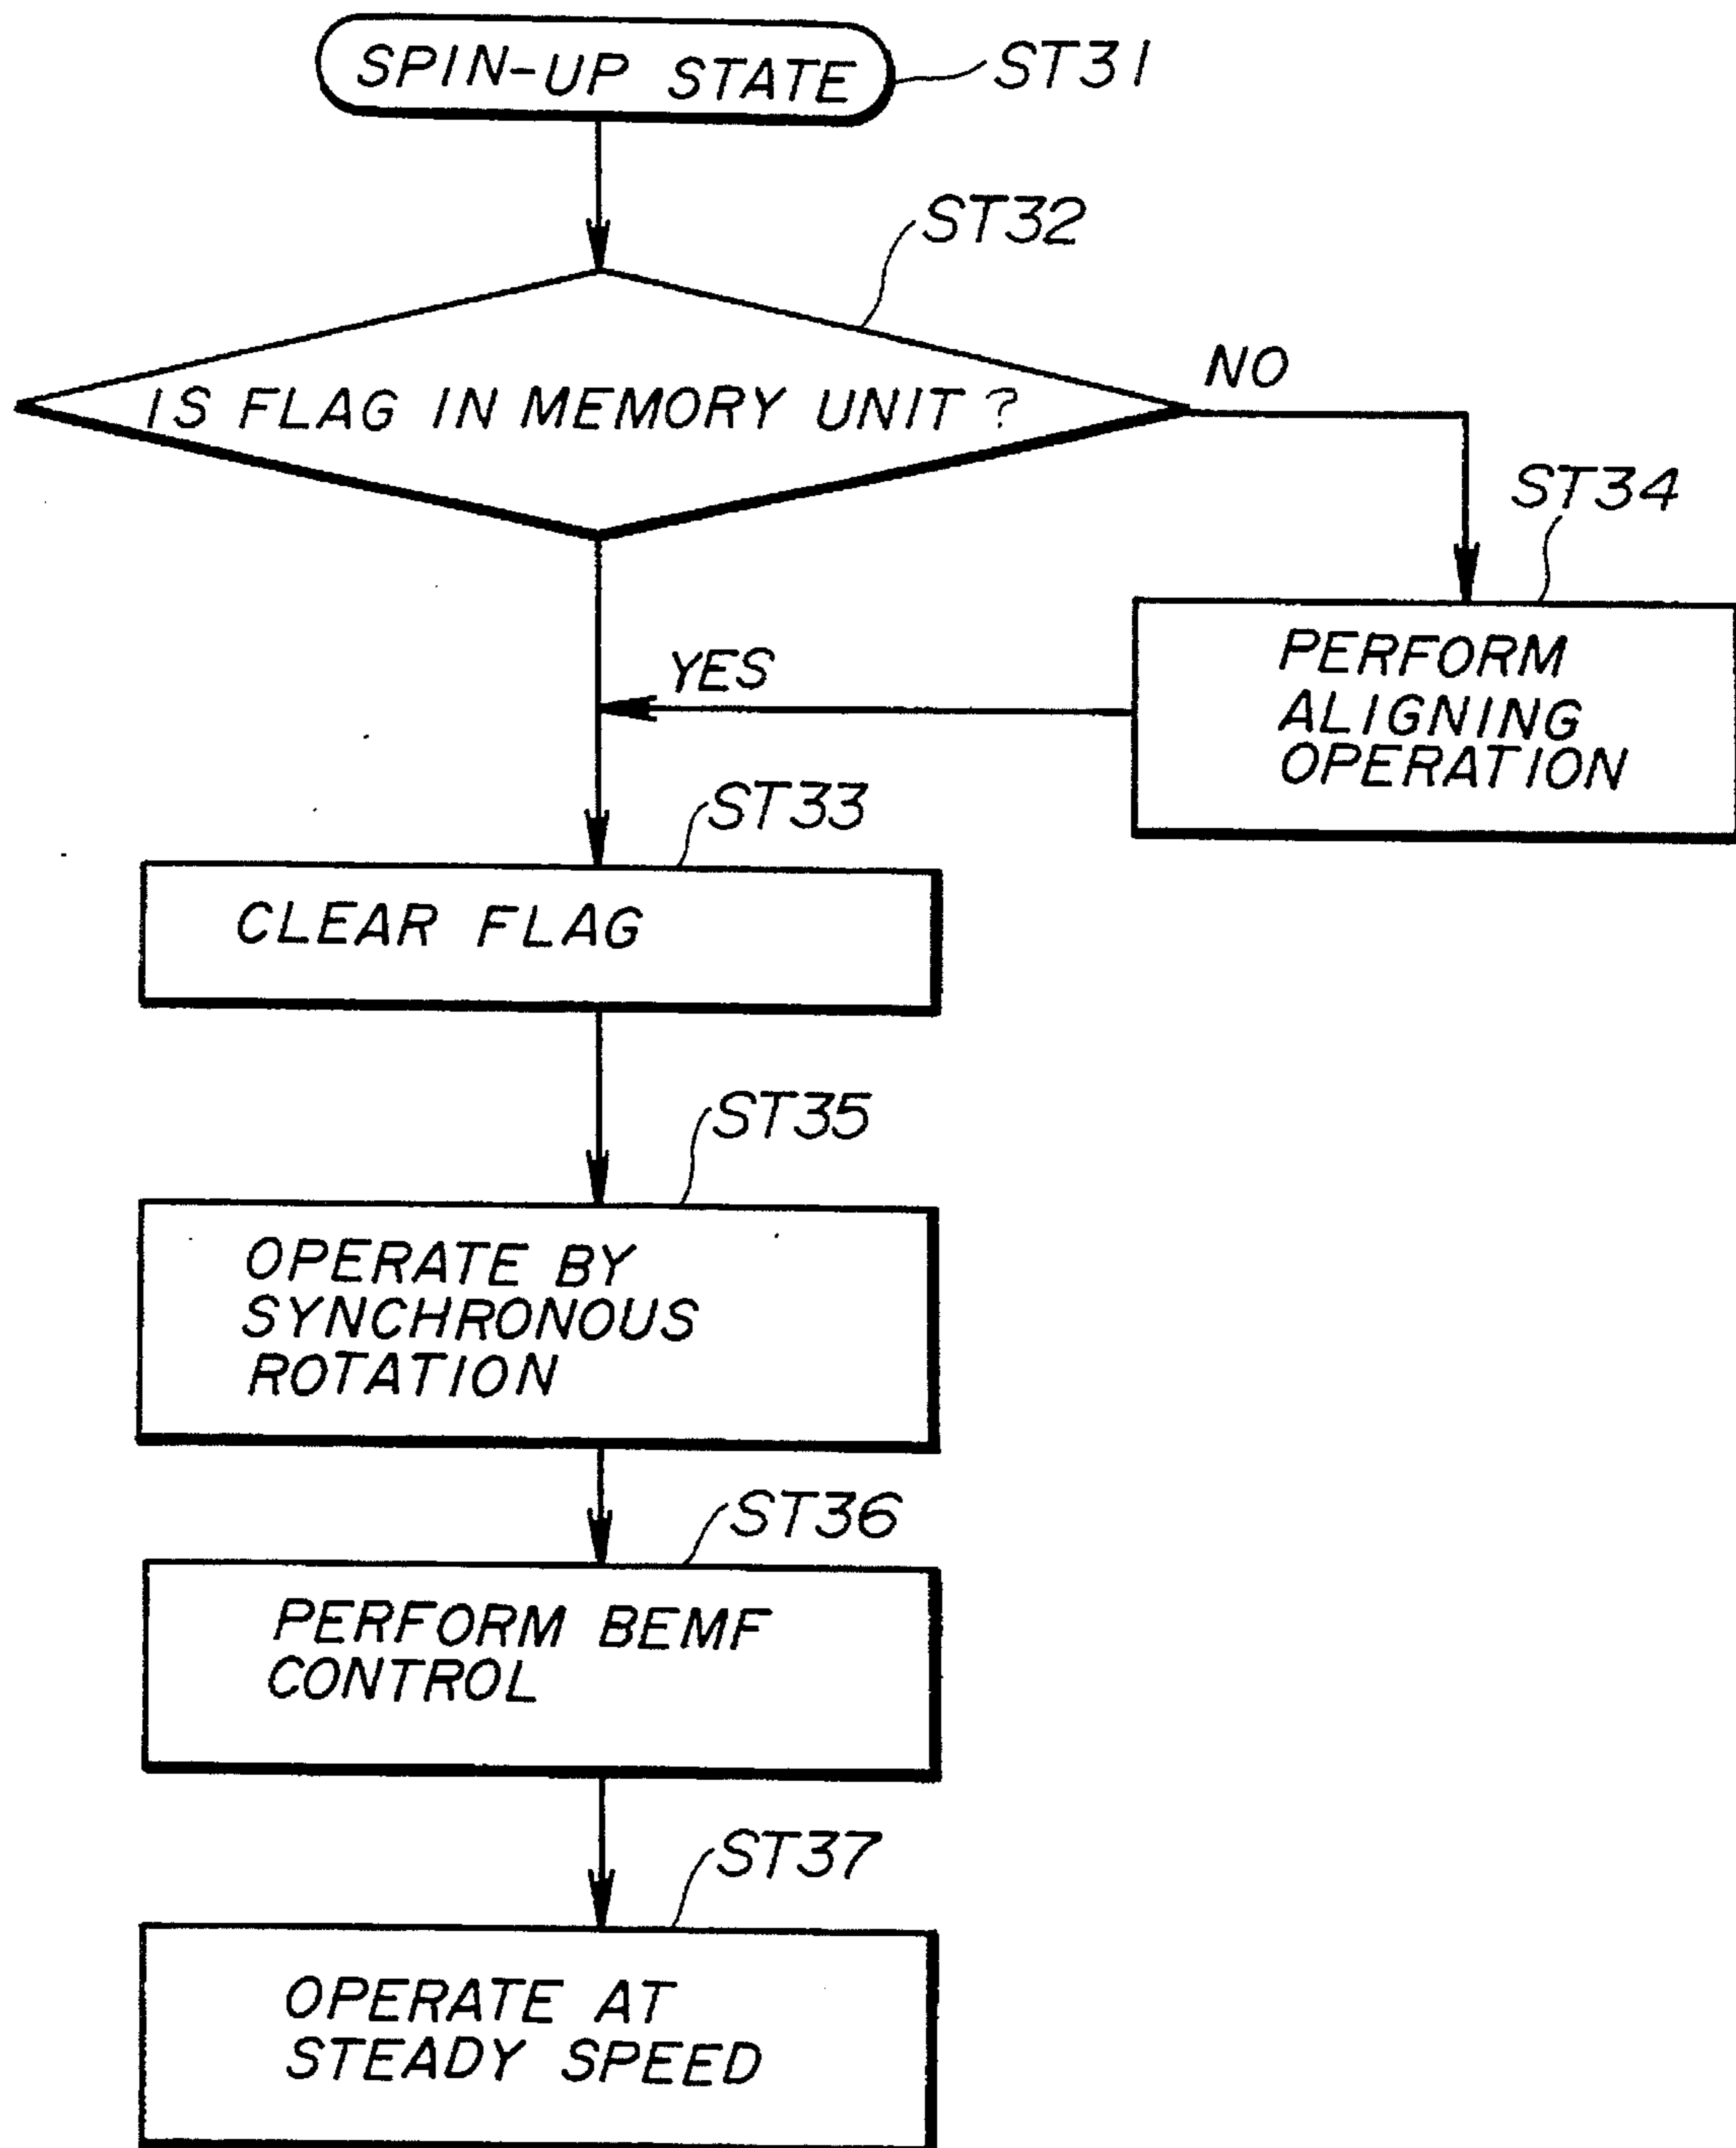 SPIN-UP STATE
ST31
ST32
IS FLAG IN MEMORY UNIT?
NO
ST34
PERFORM
ALIGNING
OPERATION
YES
ST33
CLEAR FLAG
ST35
OPERATE BY
SYNCHRONOUS
ROTATION
ST36
PERFORM BEMF
CONTROL
ST37
OPERATE AT
STEADY SPEED